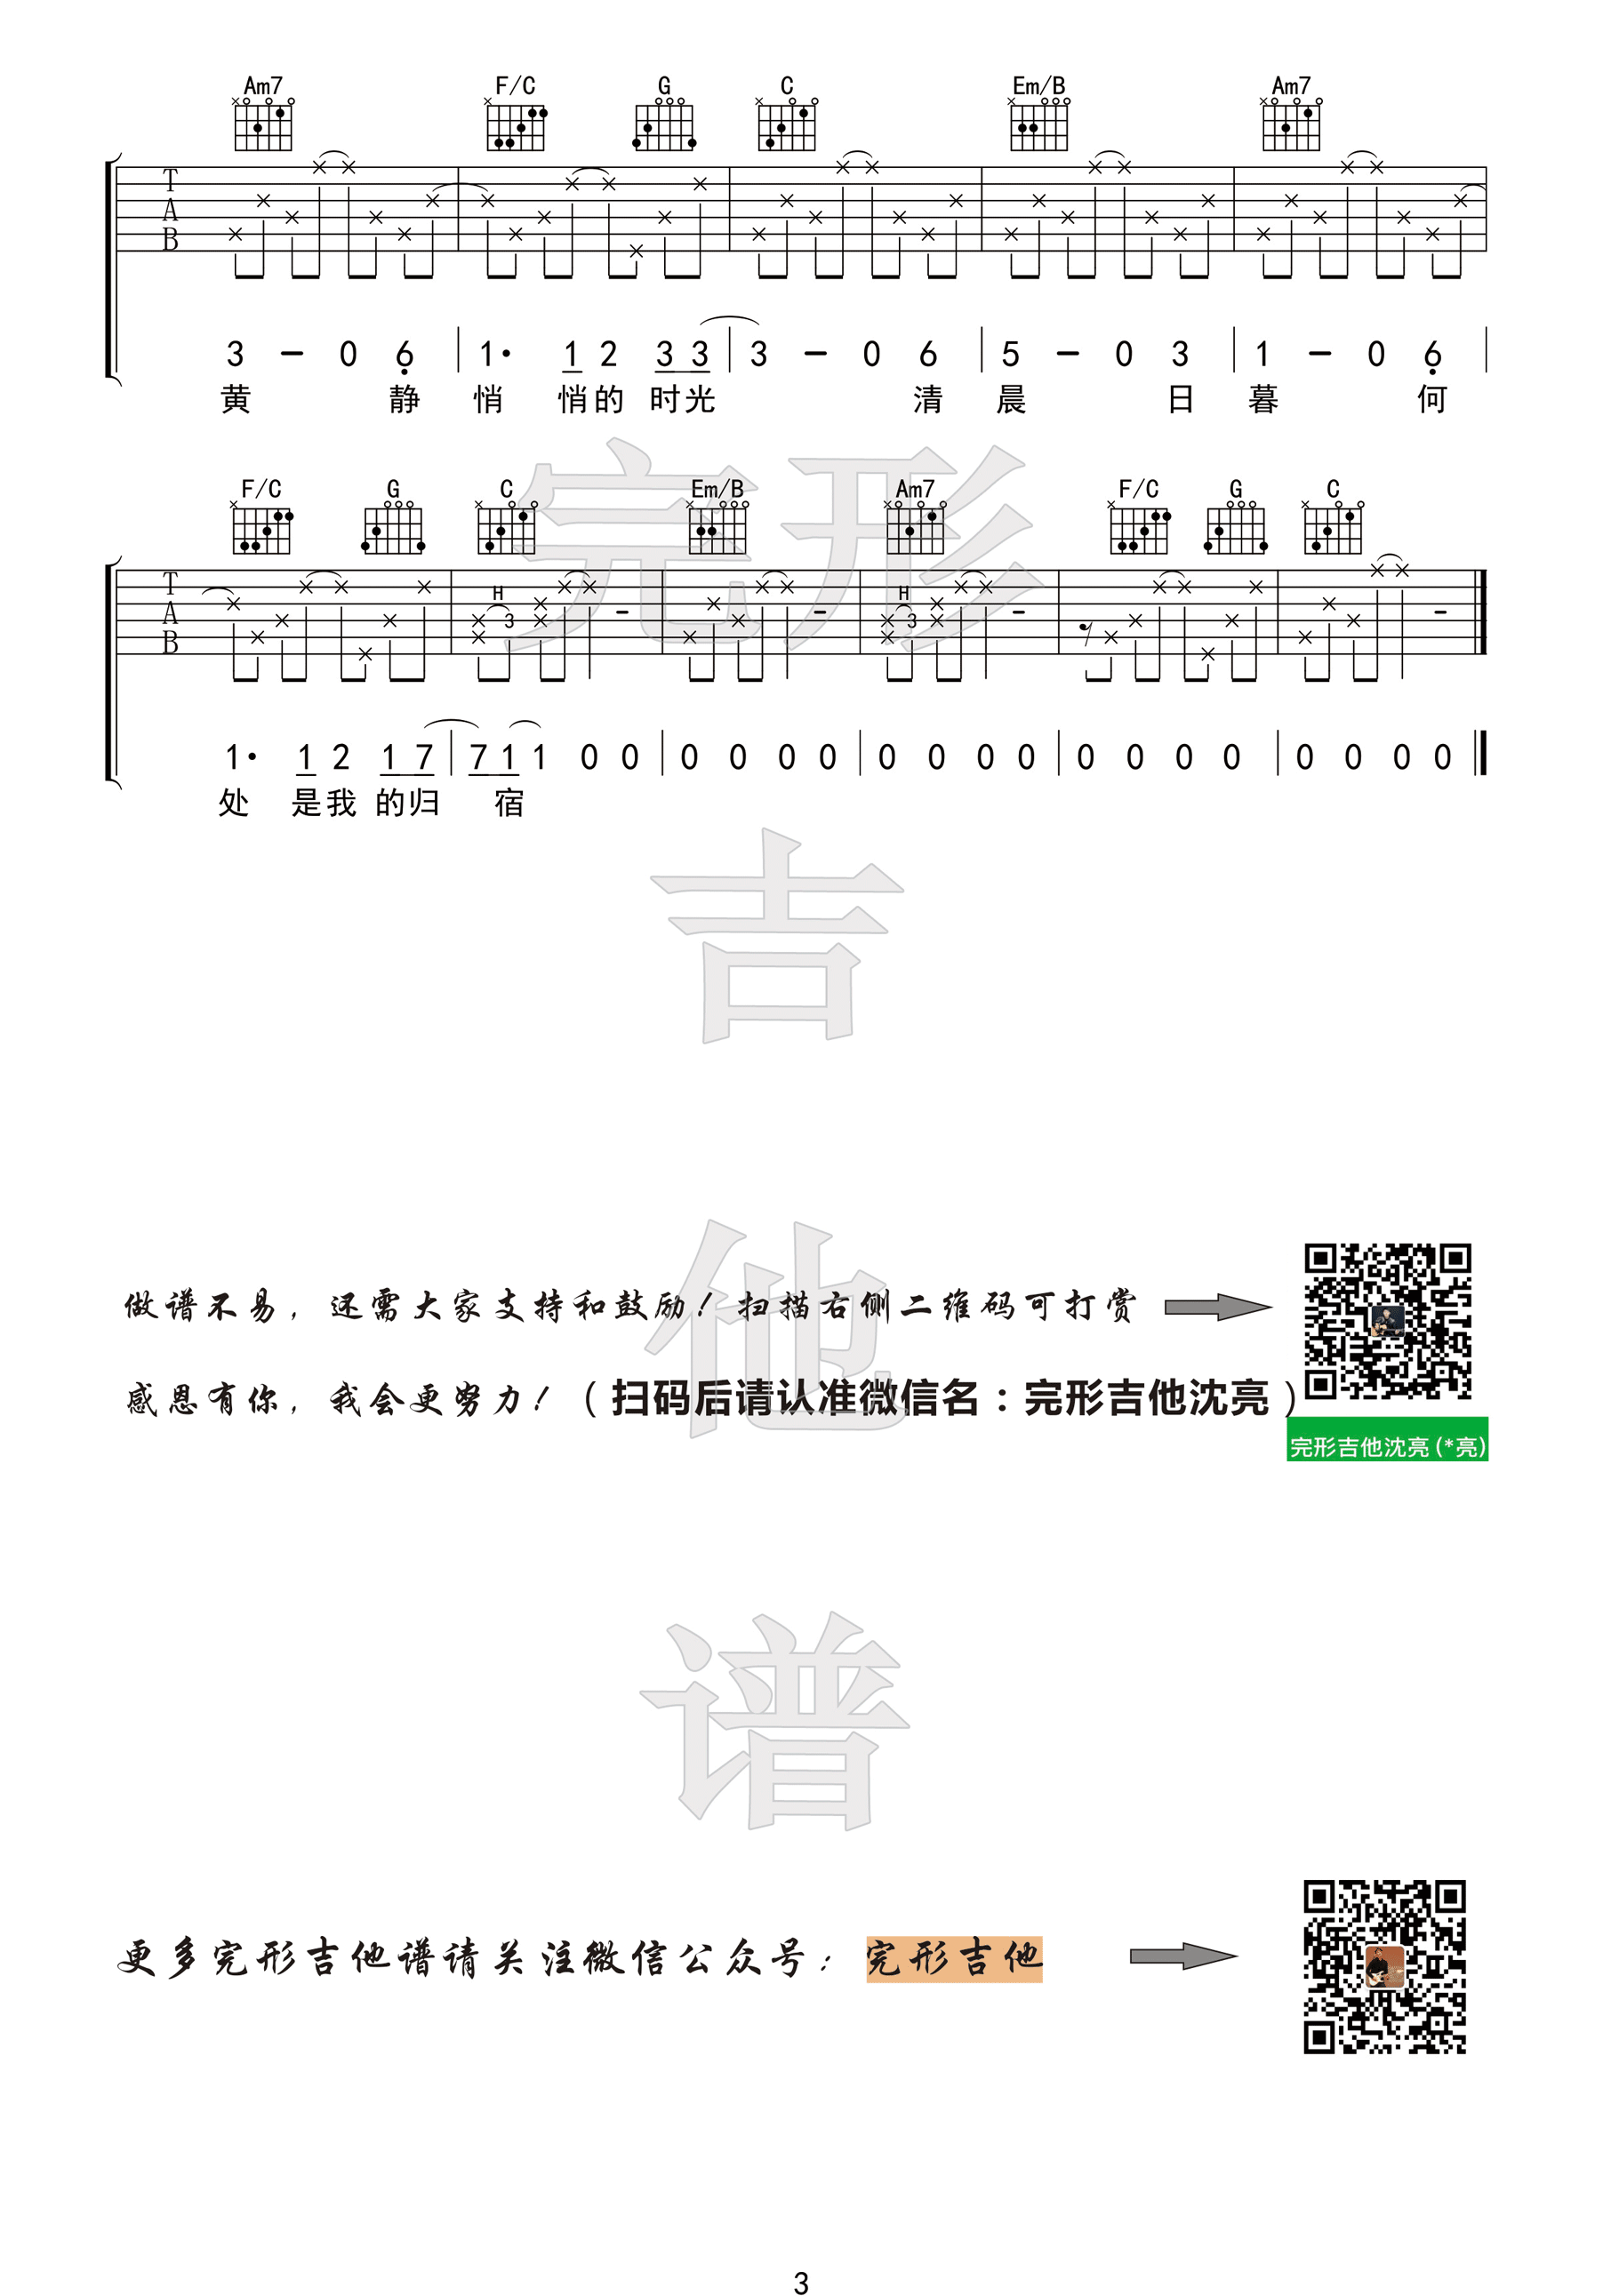 Am7 F/C G C Em/B Am7
T
A
B
3 – 0 6 1· 1 2 3 3 3 – 0 6 5 – 0 3 1 – 0 6
黄 静 悄 悄的 时光 清 晨 日 暮 何
F/C G C Em/B Am7 F/C G C
H H
T
A
B
3 3
1· 1 2 1 7 7 1 1 0 0 0 0 0 0 0 0 0 0 0 0 0 0 0 0 0 0
处 是我 的归 宿
完形
吉
他
谱
做谱不易，还需大家支持和鼓励！扫描右侧二维码可打赏
感恩有你，我会更努力！（扫码后请认准微信名：完形吉他沈亮）
完形吉他沈亮(*亮)
更多完形吉他谱请关注微信公众号：完形吉他
3